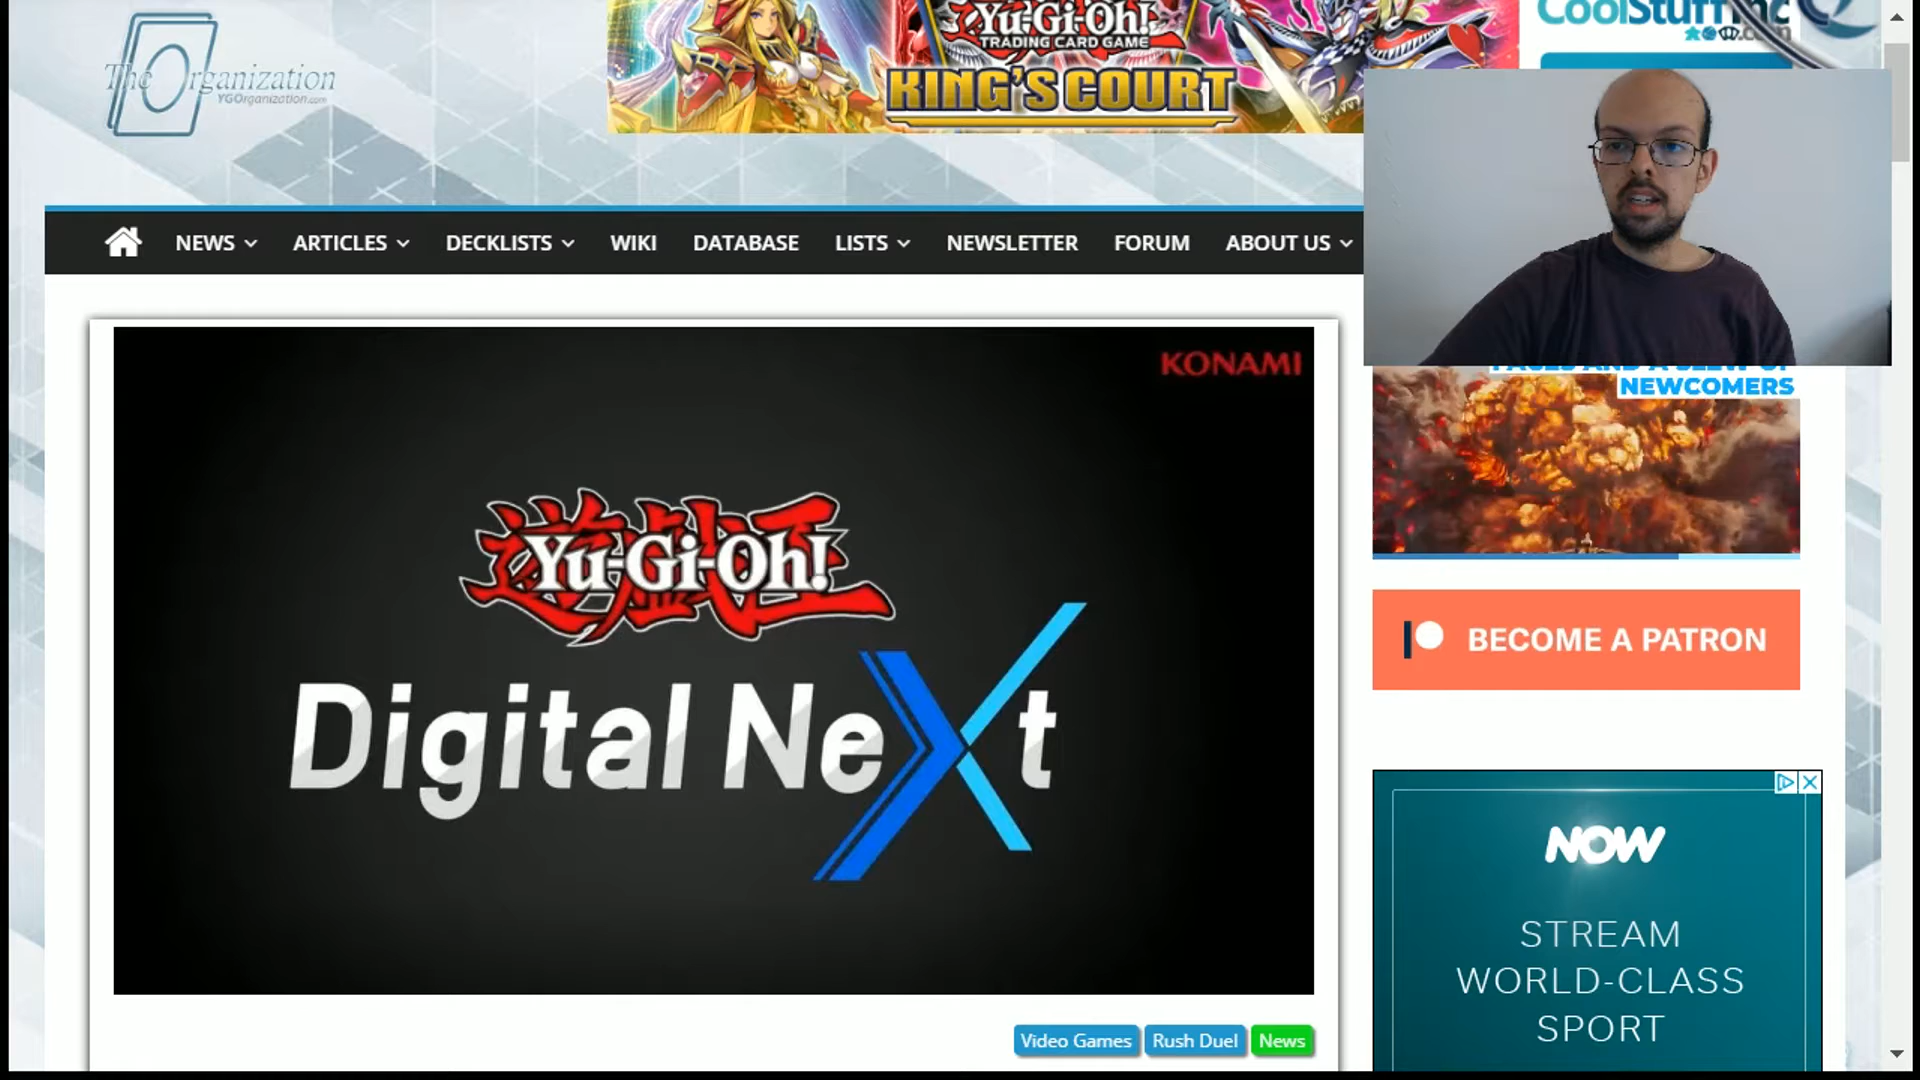 The Organization
YGOrganization.com
Yu-Gi-Oh!
TRADING CARD GAME
KING'S COURT
CoolStuffInc
.com
NEWS
ARTICLES
DECKLISTS
WIKI
DATABASE
LISTS
NEWSLETTER
FORUM
ABOUT US
KONAMI
遊戯王
Yu-Gi-Oh!
Digital NeXt
NEWCOMERS
BECOME A PATRON
NOW
STREAM
WORLD-CLASS
SPORT
Video Games
Rush Duel
News